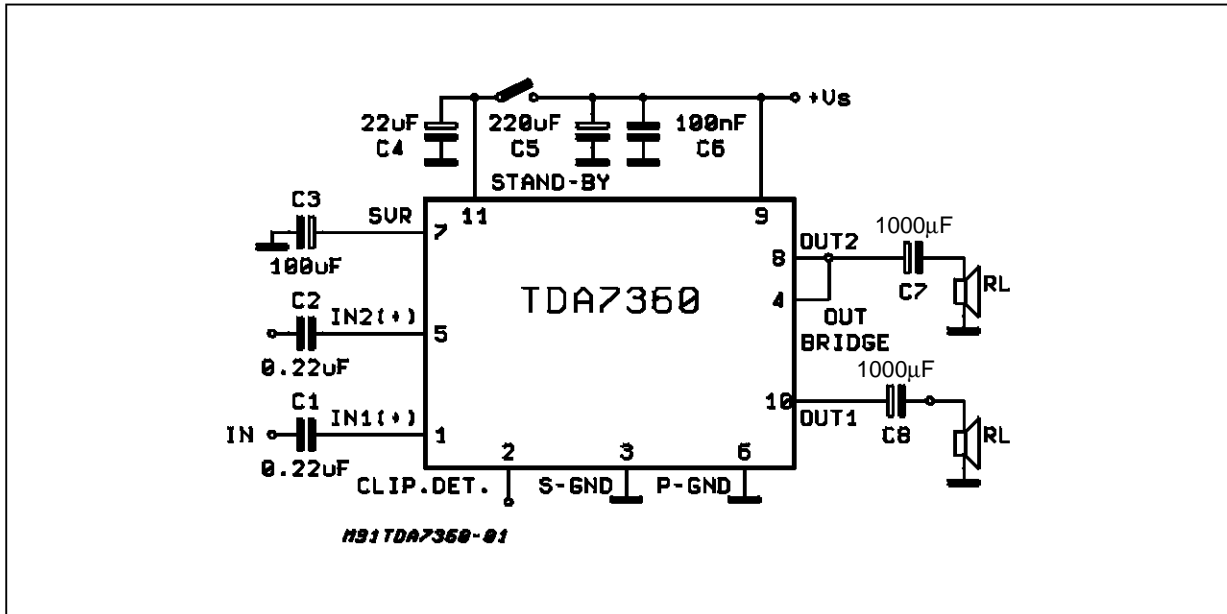 +Vs
22uF
220uF
100nF
C4
C5
C6
STAND-BY
C3
SVR
11
9
7
1000µF
OUT2
8
100uF
C7
RL
C2
TDA7360
4
IN2(+)
OUT
5
BRIDGE
0.22uF
1000µF
C1
10
IN1(+)
OUT1
IN
1
C8
RL
0.22uF
2
3
6
CLIP.DET.
S-GND
P-GND
M91TDA7360-01